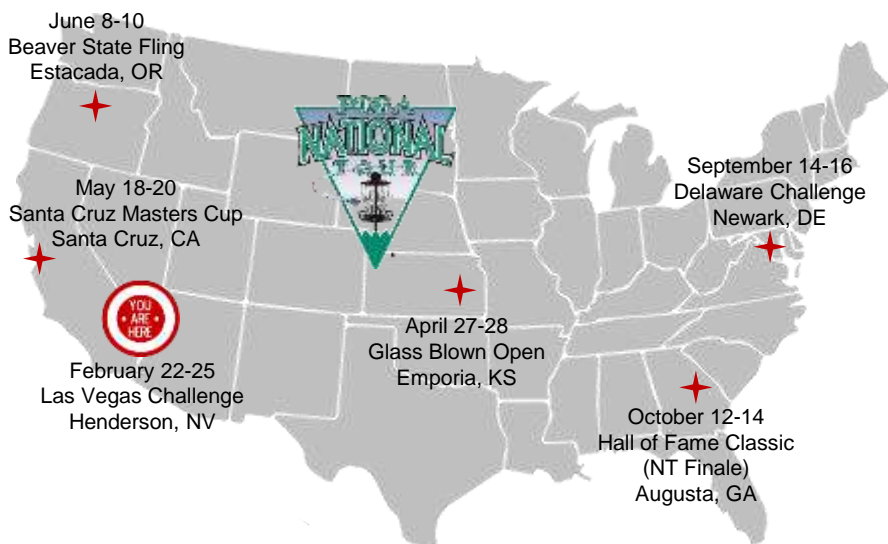 June 8-10
Beaver State Fling
Estacada, OR
PDGA
NATIONAL
TOUR
May 18-20
Santa Cruz Masters Cup
Santa Cruz, CA
September 14-16
Delaware Challenge
Newark, DE
YOU
ARE
HERE
April 27-28
Glass Blown Open
Emporia, KS
February 22-25
Las Vegas Challenge
Henderson, NV
October 12-14
Hall of Fame Classic
(NT Finale)
Augusta, GA